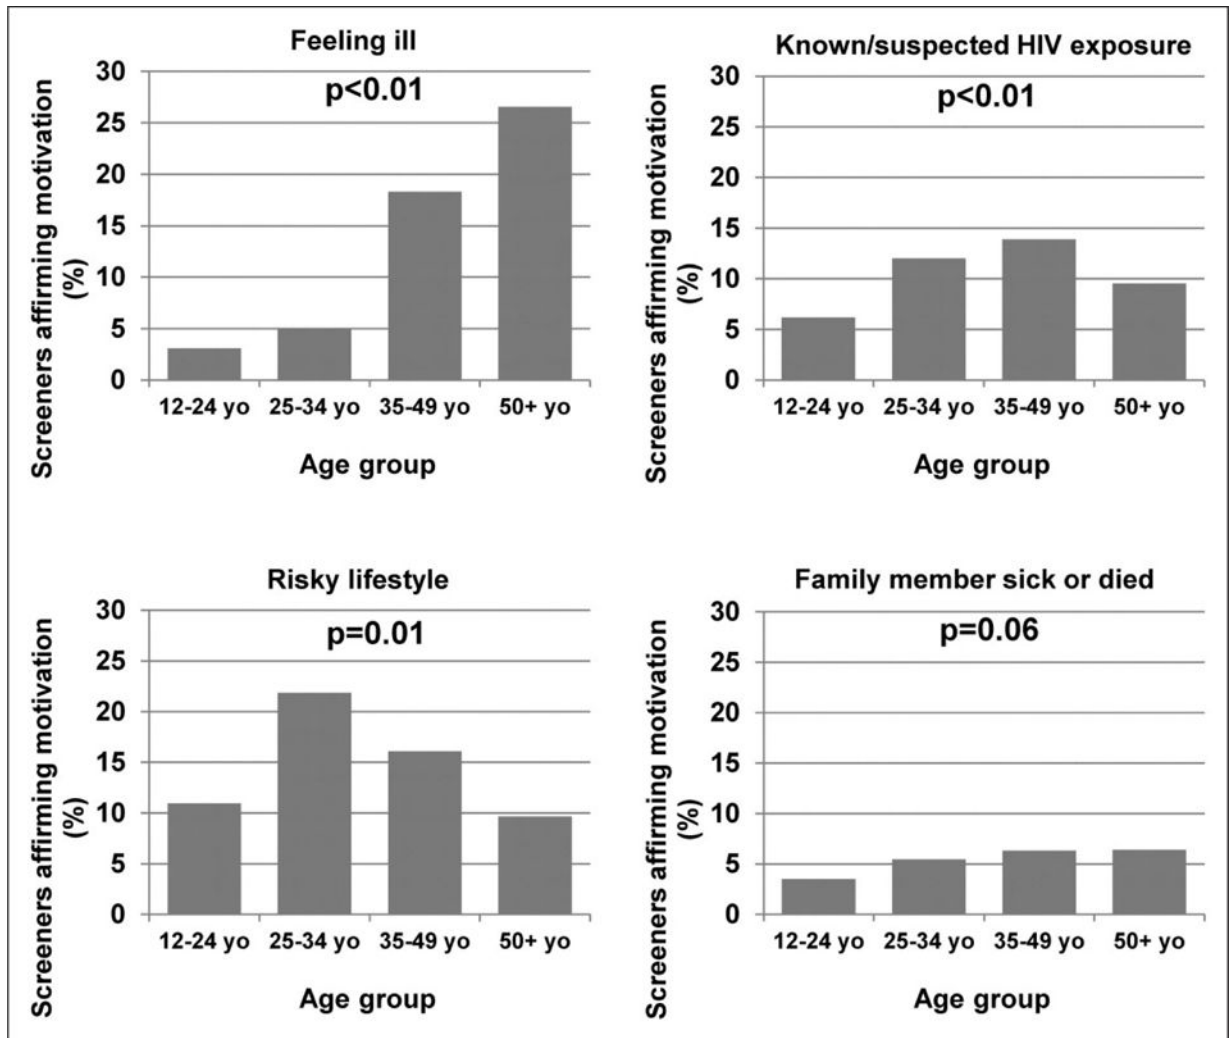 Feeling ill
p<0.01
30
25
20
15
10
5
0
Screeners affirming motivation
(%)
12-24 yo 25-34 yo 35-49 yo 50+ yo
Age group
Known/suspected HIV exposure
p<0.01
30
25
20
15
10
5
0
Screeners affirming motivation
(%)
12-24 yo 25-34 yo 35-49 yo 50+ yo
Age group
Risky lifestyle
p=0.01
30
25
20
15
10
5
0
Screeners affirming motivation
(%)
12-24 yo 25-34 yo 35-49 yo 50+ yo
Age group
Family member sick or died
p=0.06
30
25
20
15
10
5
0
Screeners affirming motivation
(%)
12-24 yo 25-34 yo 35-49 yo 50+ yo
Age group